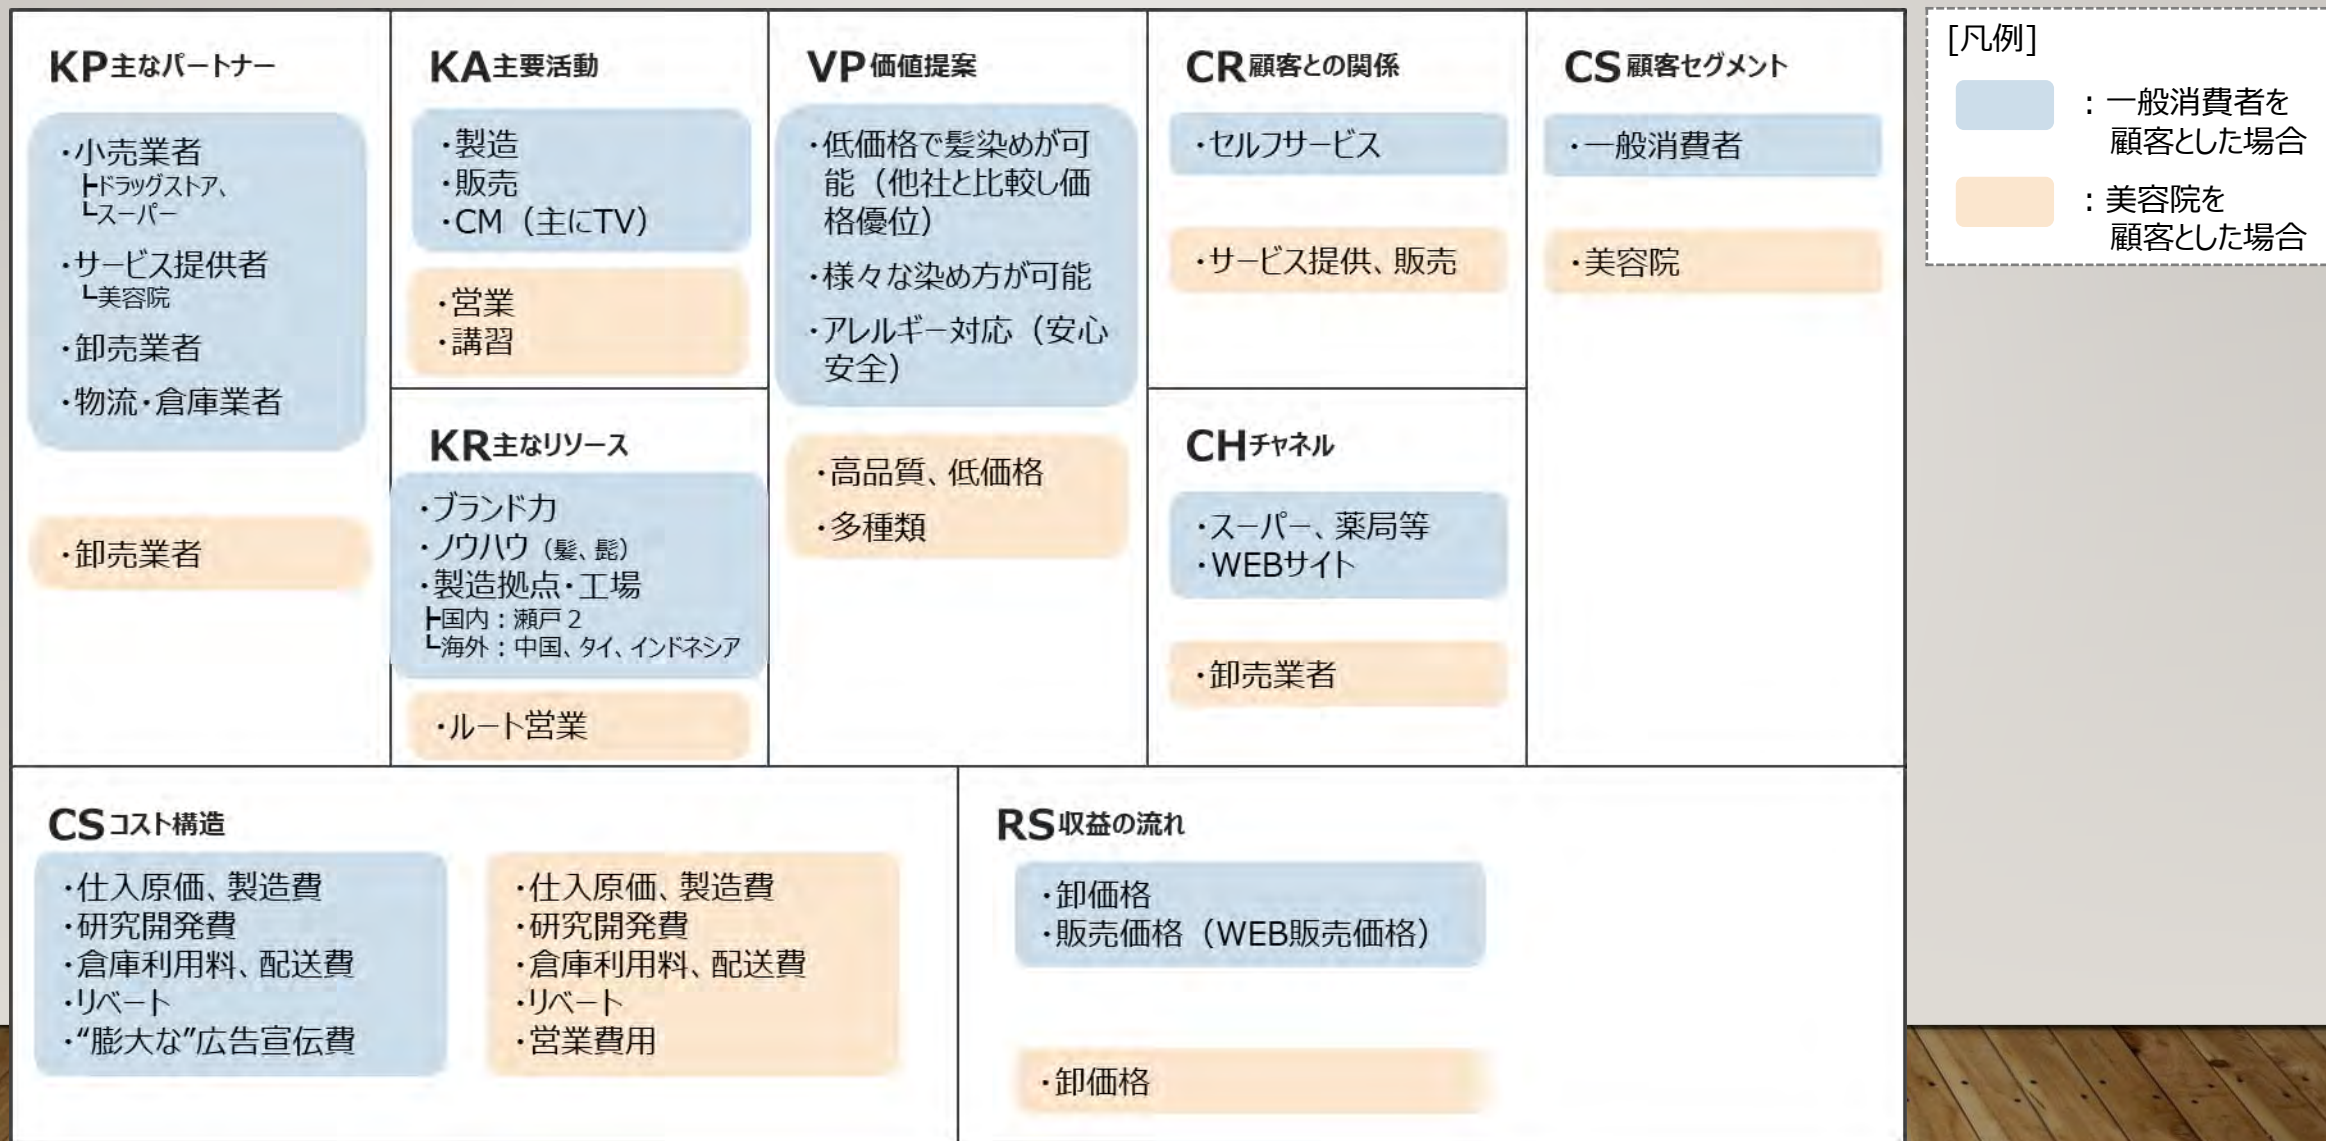 KP主なパートナー
・小売業者
┣ドラッグストア、
┗スーパー
・サービス提供者
┗美容院
・卸売業者
・物流・倉庫業者
・卸売業者
KA主要活動
・製造
・販売
・CM（主にTV）
・営業
・講習
KR主なリソース
・ブランド力
・ノウハウ（髪、髭）
・製造拠点・工場
┣国内：瀬戸２
┗海外：中国、タイ、インドネシア
・ルート営業
VP価値提案
・低価格で髪染めが可
能（他社と比較し価
格優位）
・様々な染め方が可能
・アレルギー対応（安心
安全）
・高品質、低価格
・多種類
CR顧客との関係
・セルフサービス
・サービス提供、販売
CHチャネル
・スーパー、薬局等
・WEBサイト
・卸売業者
CS顧客セグメント
・一般消費者
・美容院
CSコスト構造
・仕入原価、製造費
・研究開発費
・倉庫利用料、配送費
・リベート
・“膨大な”広告宣伝費
・仕入原価、製造費
・研究開発費
・倉庫利用料、配送費
・リベート
・営業費用
RS収益の流れ
・卸価格
・販売価格（WEB販売価格）
・卸価格
[凡例]
：一般消費者を
顧客とした場合
：美容院を
顧客とした場合